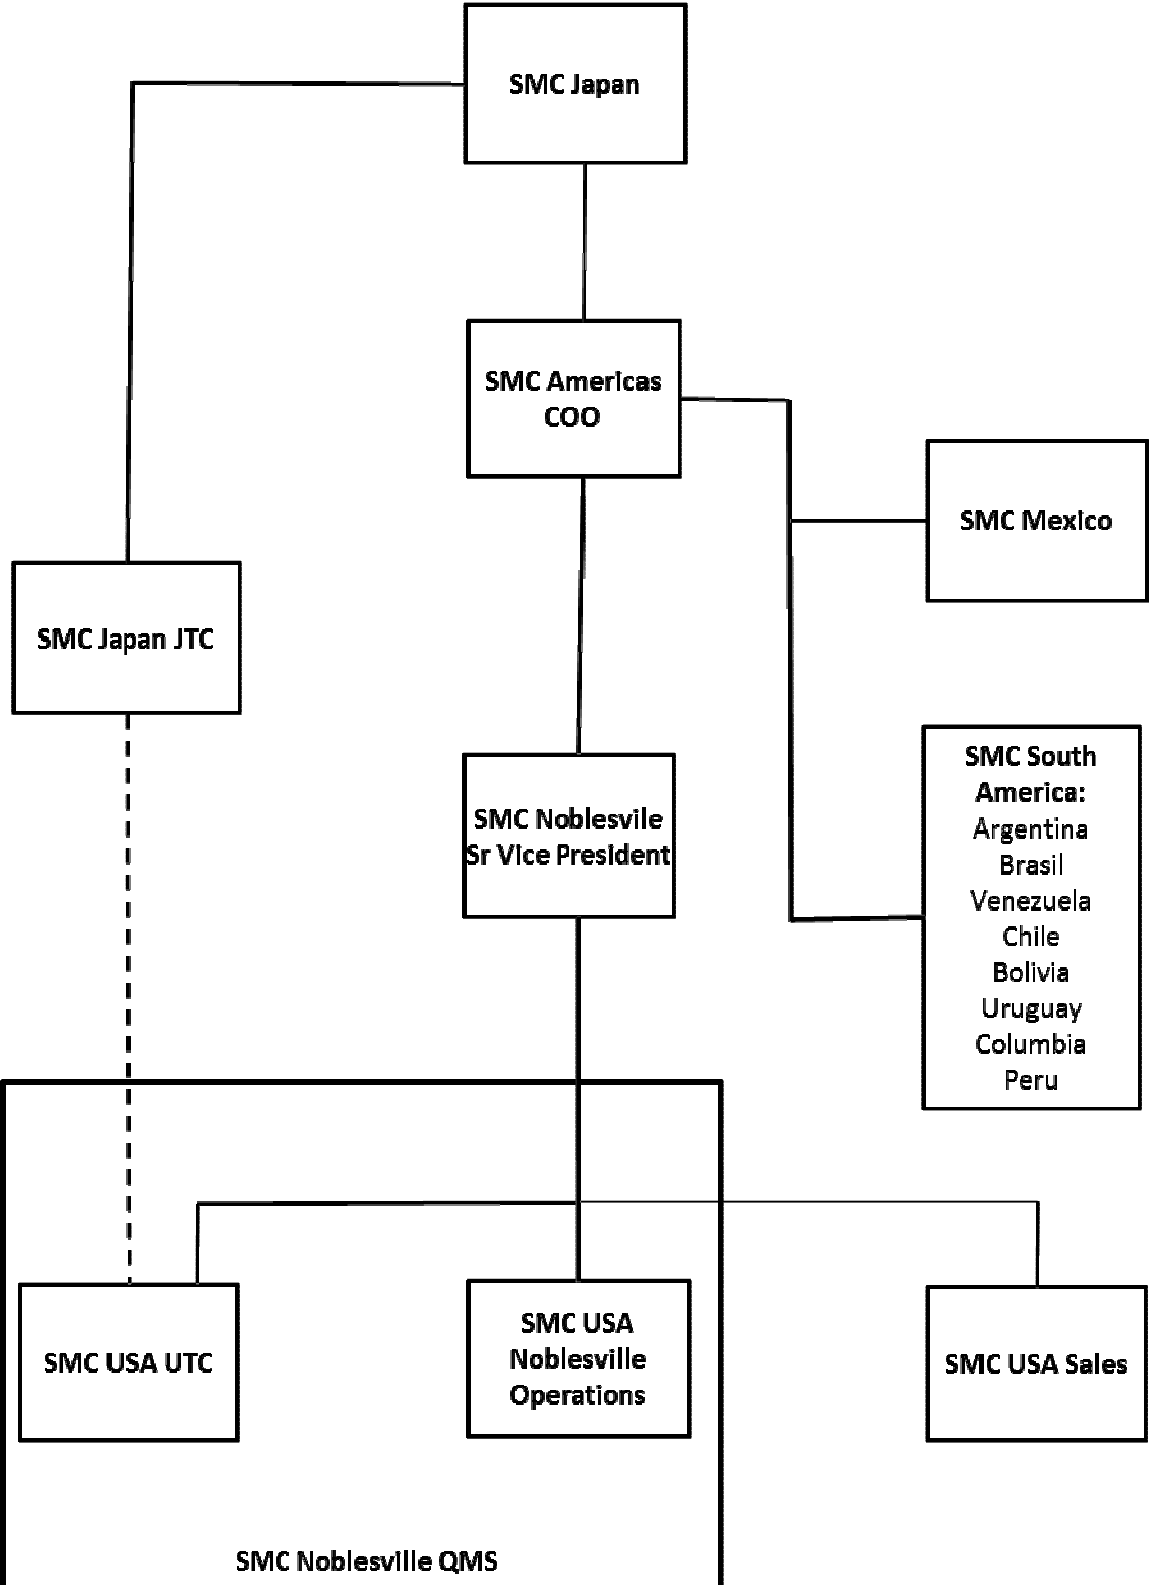 SMC Japan
SMC Americas
COO
SMC Mexico
SMC Japan JTC
SMC Noblesvile
Sr Vice President
SMC South
America:
Argentina
Brasil
Venezuela
Chile
Bolivia
Uruguay
Columbia
Peru
SMC USA UTC
SMC USA
Noblesville
Operations
SMC USA Sales
SMC Noblesville QMS